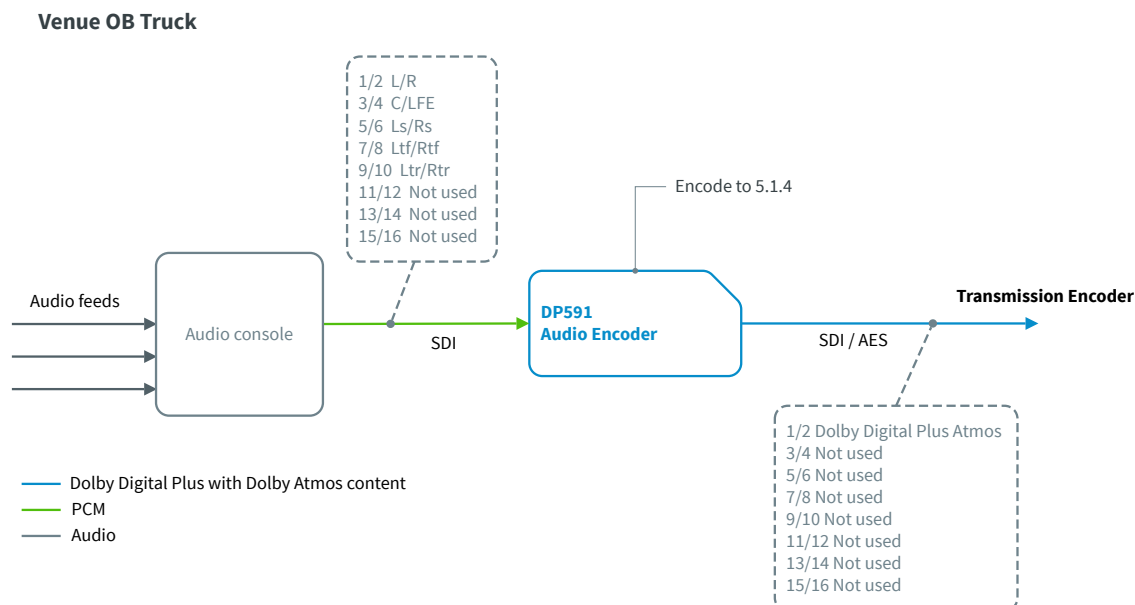 Venue OB Truck
1/2 L/R
3/4 C/LFE
5/6 Ls/Rs
7/8 Ltf/Rtf
9/10 Ltr/Rtr
11/12 Not used
13/14 Not used
15/16 Not used
Encode to 5.1.4
Audio feeds
Audio console
SDI
DP591
Audio Encoder
SDI / AES
Transmission Encoder
1/2 Dolby Digital Plus Atmos
3/4 Not used
5/6 Not used
7/8 Not used
9/10 Not used
11/12 Not used
13/14 Not used
15/16 Not used
Dolby Digital Plus with Dolby Atmos content
PCM
Audio